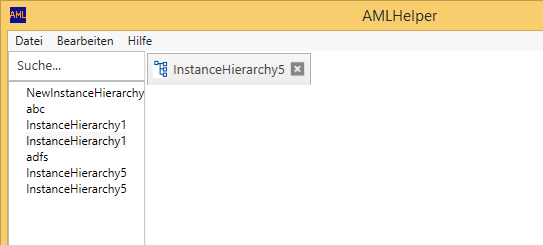 AML AMLHelper
Datei Bearbeiten Hilfe
Suche...
InstanceHierarchy5
NewInstanceHierarchy
abc
InstanceHierarchy1
InstanceHierarchy1
adfs
InstanceHierarchy5
InstanceHierarchy5